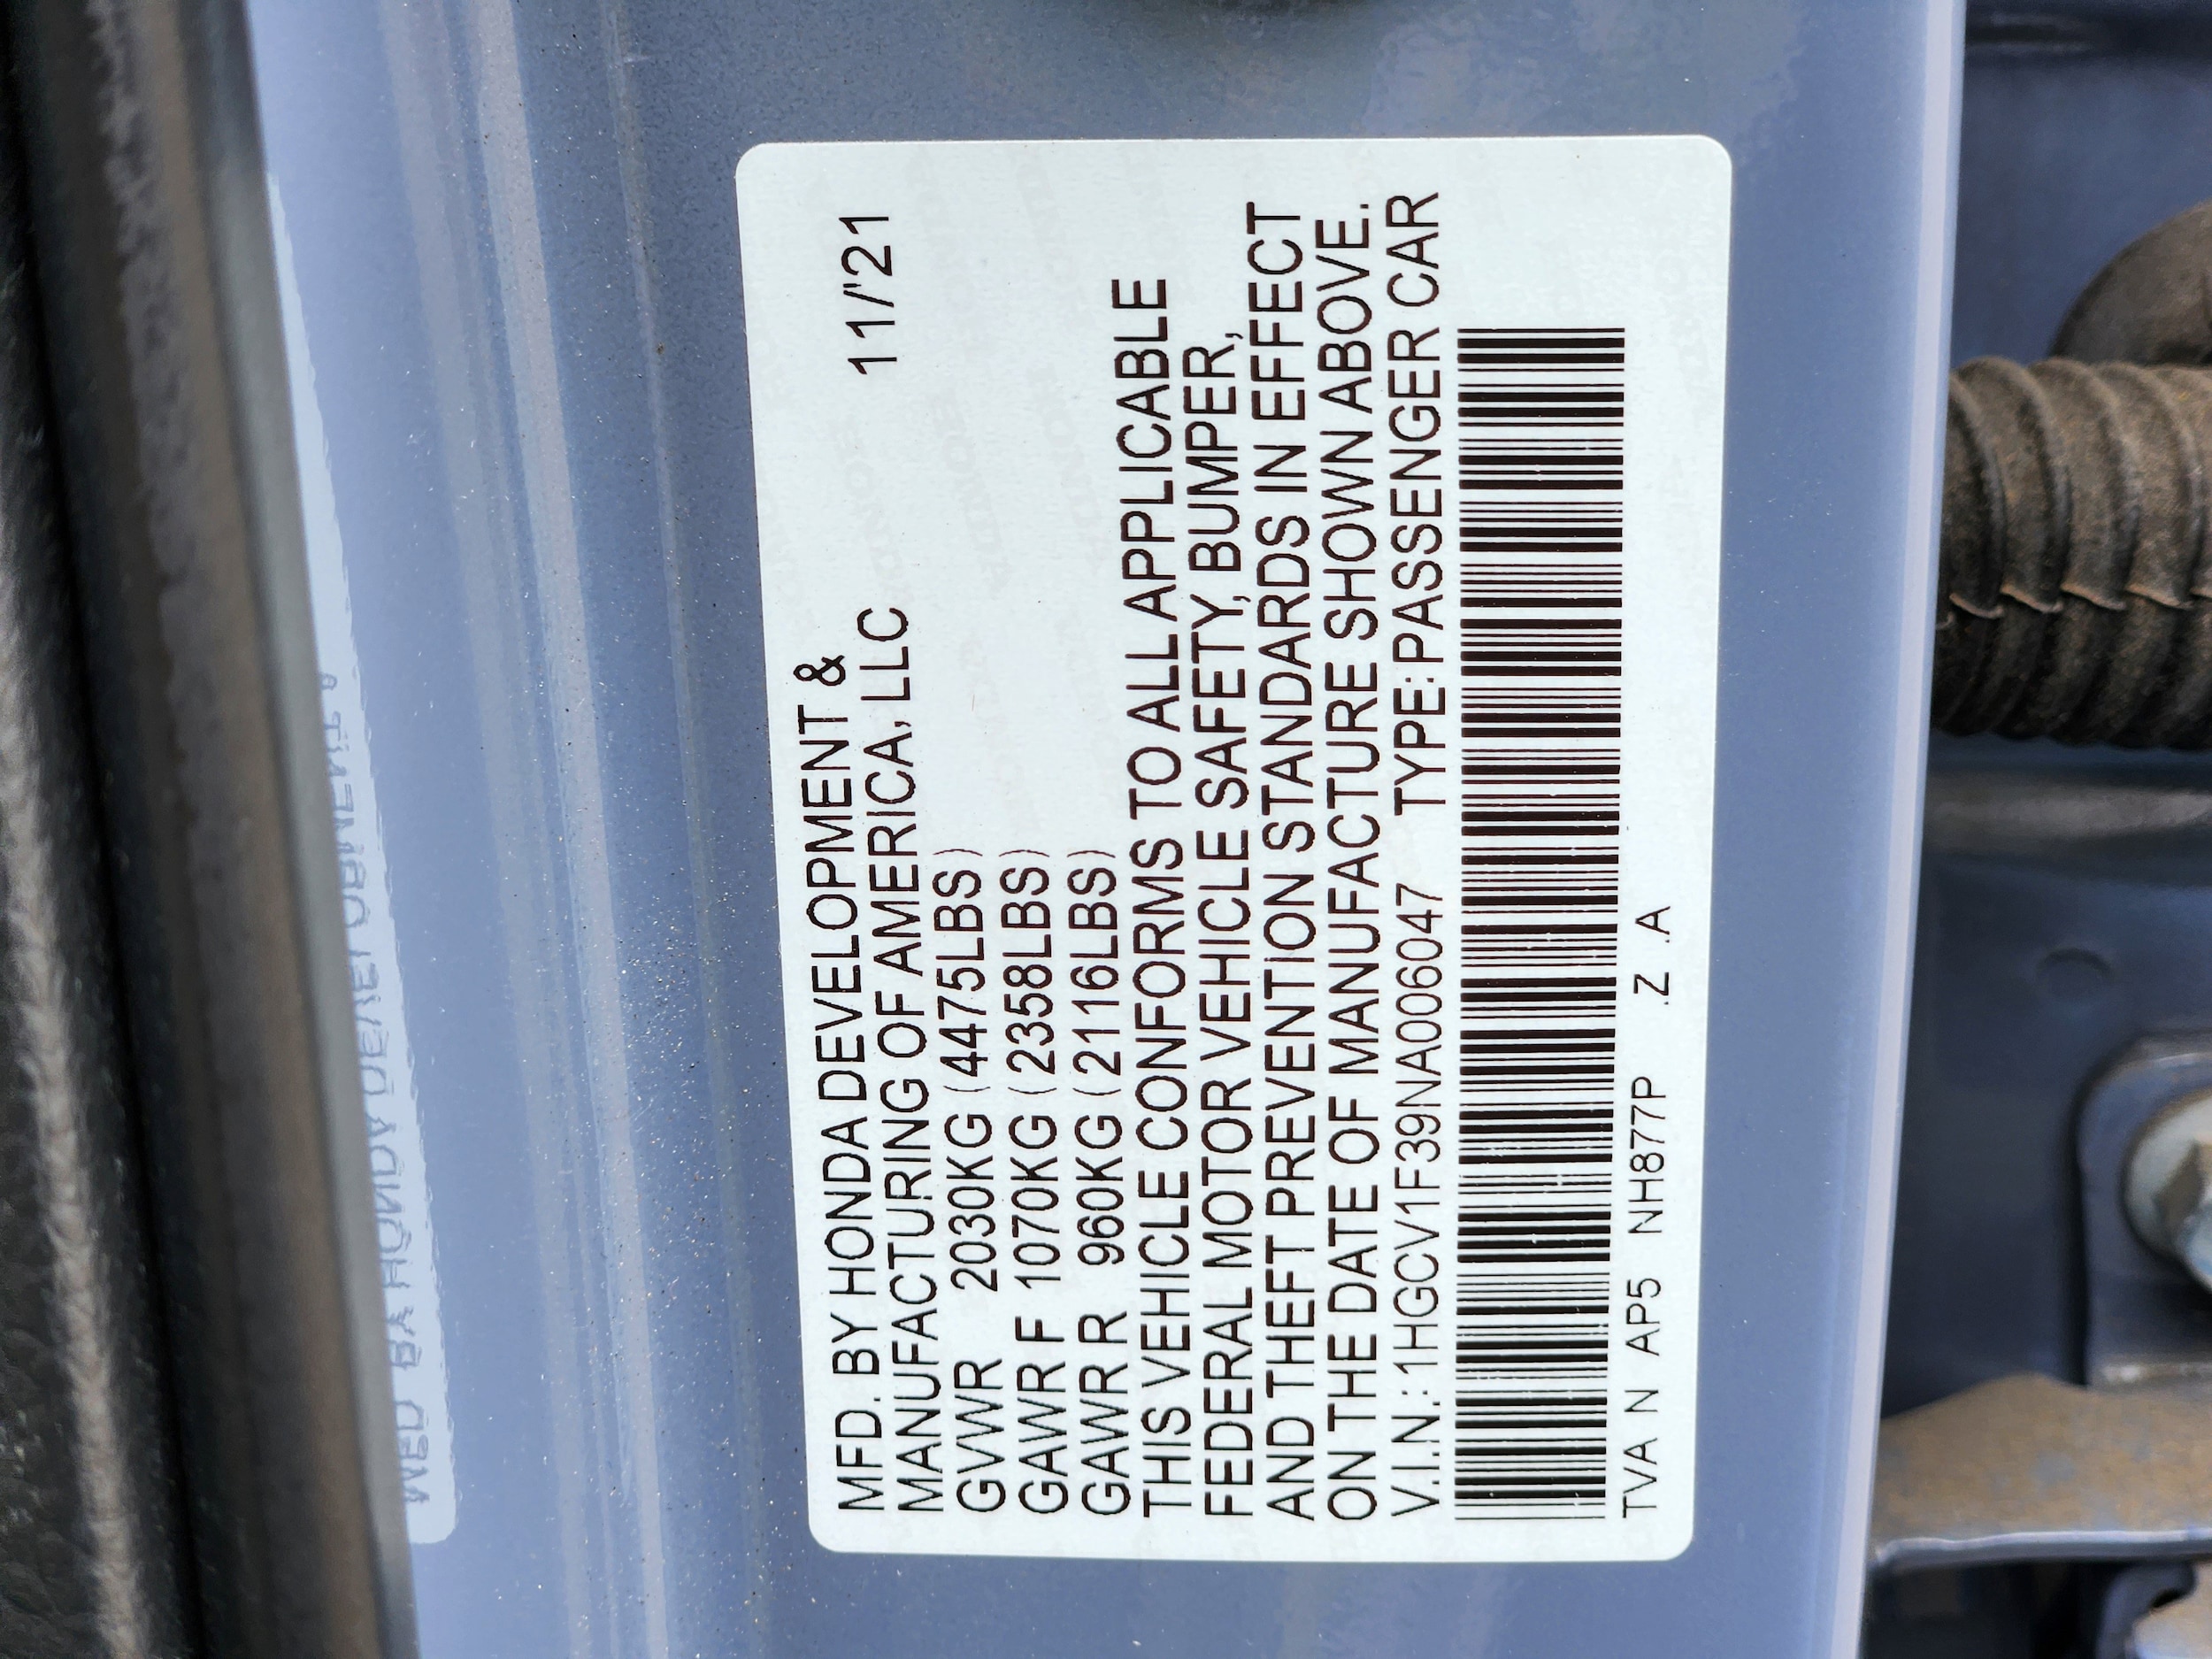 MFD. BY HONDA DEVELOPMENT &
MANUFACTURING OF AMERICA, LLC 11/'21
GVWR 2030KG (4475LBS)
GAWR F 1070KG (2358LBS)
GAWR R 960KG (2116LBS)
THIS VEHICLE CONFORMS TO ALL APPLICABLE
FEDERAL MOTOR VEHICLE SAFETY, BUMPER,
AND THEFT PREVENTION STANDARDS IN EFFECT
ON THE DATE OF MANUFACTURE SHOWN ABOVE.
V.I.N.: 1HGCV1F39NA006047 TYPE: PASSENGER CAR
TVA N AP5 NH877P .Z .A